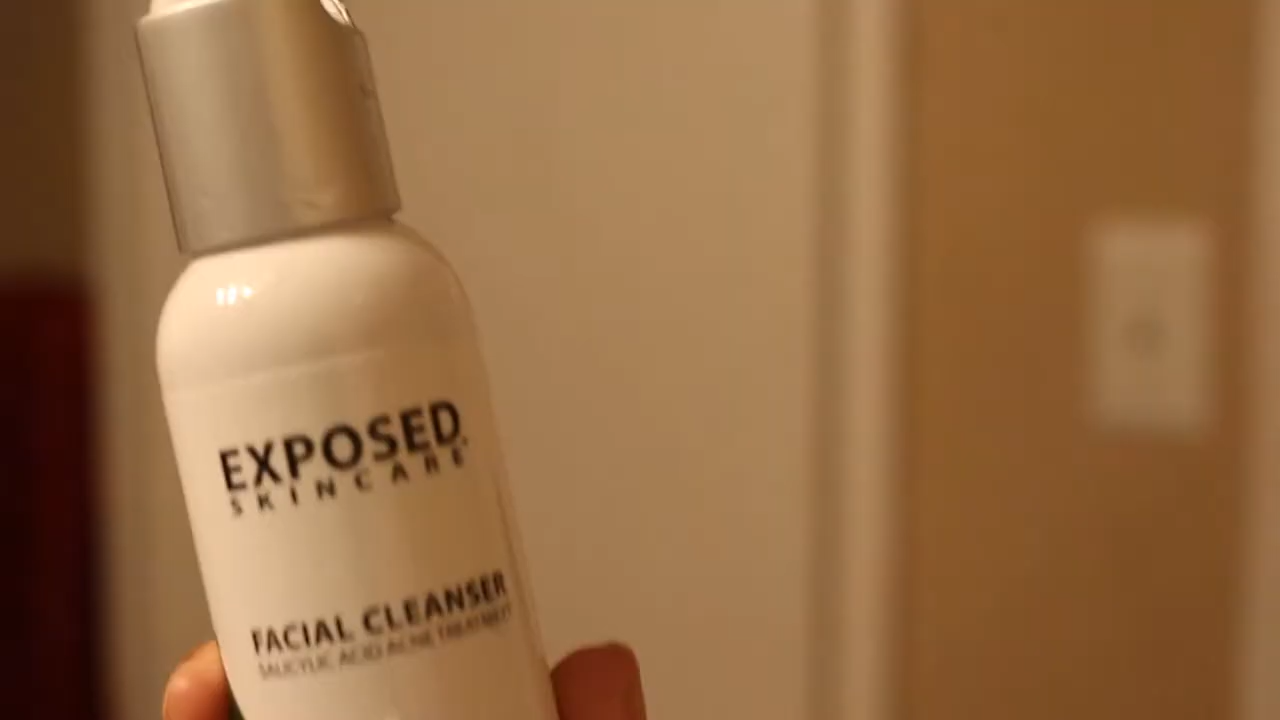 EXPOSED
SKINCARE
FACIAL CLEANSER
SALICYLIC ACID ACNE TREATMENT